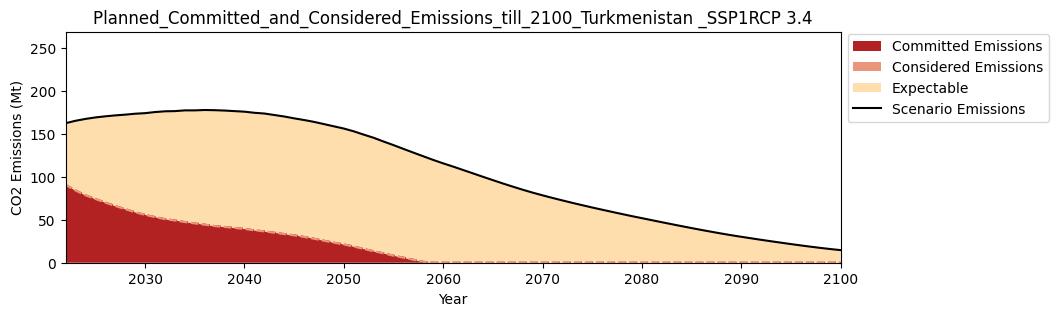 Planned_Committed_and_Considered_Emissions_till_2100_Turkmenistan _SSP1RCP 3.4
250
200
150
100
50
0
CO2 Emissions (Mt)
2030 2040 2050 2060 2070 2080 2090 2100
Year
Committed Emissions
Considered Emissions
Expectable
Scenario Emissions